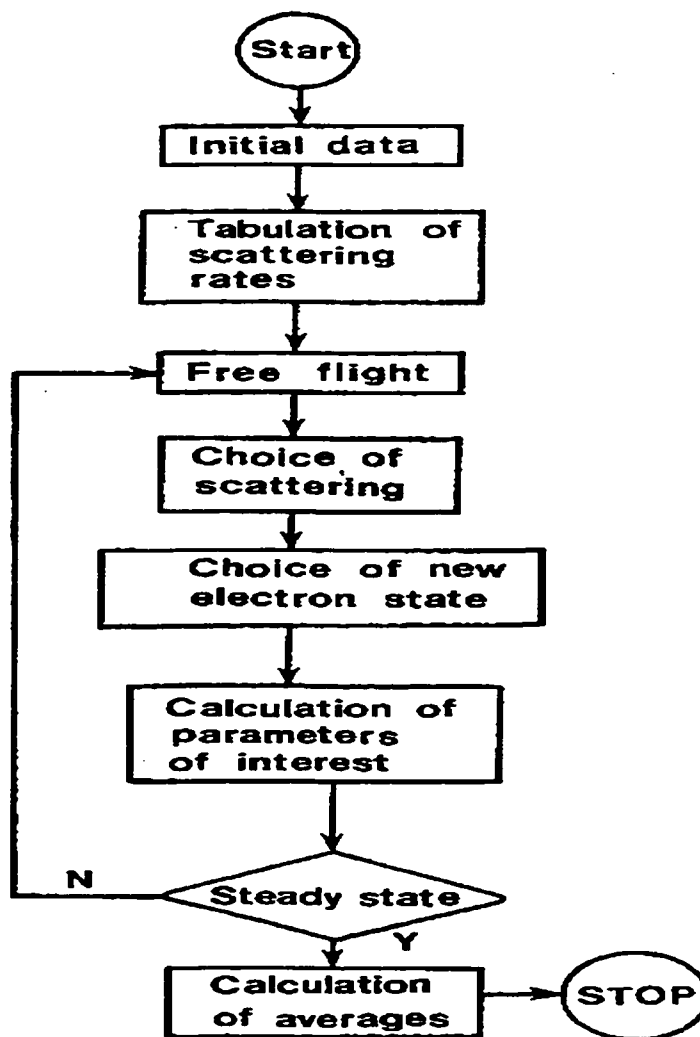 Start
Initial data
Tabulation of
scattering
rates
Free flight
Choice of
scattering
Choice of new
electron state
Calculation of
parameters
of interest
N
Steady state
Y
Calculation
of averages
STOP